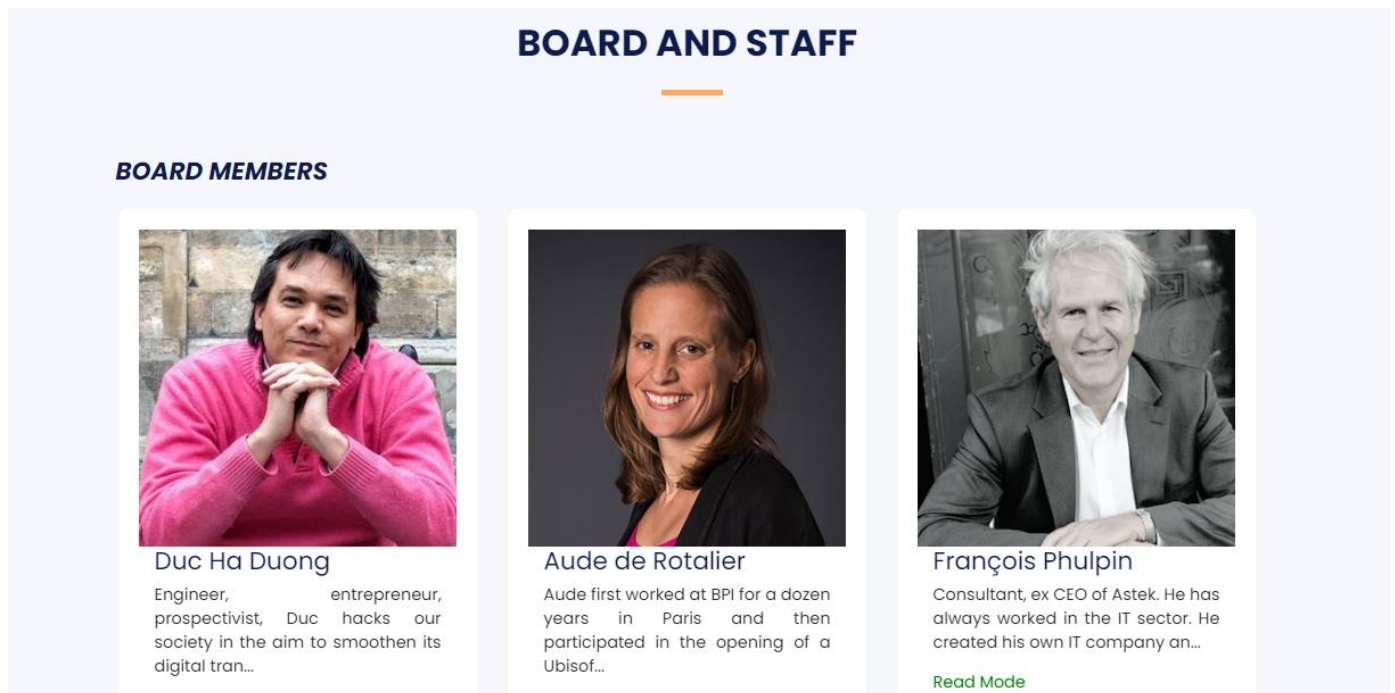 BOARD AND STAFF
BOARD MEMBERS
Duc Ha Duong
Engineer, entrepreneur,
prospectivist, Duc hacks our
society in the aim to smoothen its
digital tran...
Aude de Rotalier
Aude first worked at BPI for a dozen
years in Paris and then
participated in the opening of a
Ubisof...
François Phulpin
Consultant, ex CEO of Astek. He has
always worked in the IT sector. He
created his own IT company an...
Read Mode